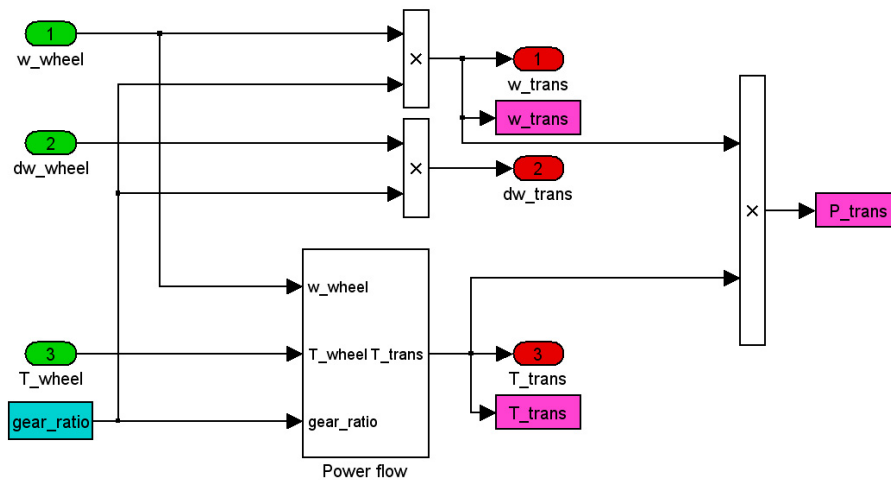 1
w_wheel
×
1
w_trans
w_trans
2
dw_wheel
×
2
dw_trans
×
P_trans
w_wheel
3
T_wheel
T_wheel T_trans
3
T_trans
gear_ratio
gear_ratio
T_trans
Power flow